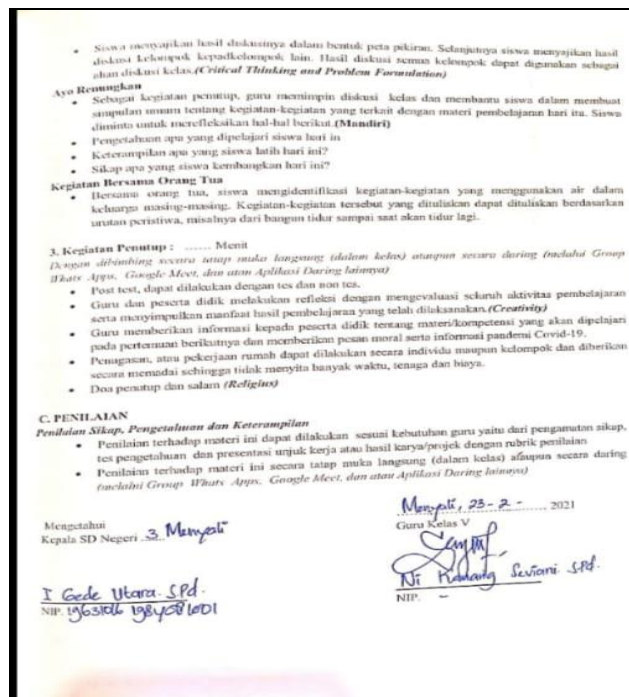 • Siswa menyajikan hasil diskusinya dalam bentuk peta pikiran. Selanjutnya siswa menyajikan hasil
diskusi kelompok kepadkelompok lain. Hasil diskusi semua kelompok dapat digunakan sebagai
ahan diskusi kelas.(Critical Thinking and Problem Formulation)
Ayo Renungkan
• Sebagai kegiatan penutup, guru memimpin diskusi kelas dan membantu siswa dalam membuat
simpulan umum tentang kegiatan-kegiatan yang terkait dengan materi pembelajaran hari itu. Siswa
diminta untuk merefleksikan hal-hal berikut.(Mandiri)
• Pengetahuan apa yang dipelajari siswa hari in
• Keterampilan apa yang siswa latih hari ini?
• Sikap apa yang siswa kembangkan hari ini?
Kegiatan Bersama Orang Tua
• Bersama orang tua, siswa mengidentifikasi kegiatan-kegiatan yang menggunakan air dalam
keluarga masing-masing. Kegiatan-kegiatan tersebut yang dituliskan dapat dituliskan berdasarkan
urutan peristiwa, misalnya dari bangun tidur sampai saat akan tidur lagi.
3. Kegiatan Penutup : ...... Menit
Dengan dibimbing secara tatap muka langsung (dalam kelas) ataupun secara daring (melalui Group
Whats Apps, Google Meet, dan atau Aplikasi Daring lainnya)
• Post test, dapat dilakukan dengan tes dan non tes.
• Guru dan peserta didik melakukan refleksi dengan mengevaluasi seluruh aktivitas pembelajaran
serta menyimpulkan manfaat hasil pembelajaran yang telah dilaksanakan.(Creativity)
• Guru memberikan informasi kepada peserta didik tentang materi/kompetensi yang akan dipelajari
pada pertemuan berikutnya dan memberikan pesan moral serta informasi pandemi Covid-19.
• Penugasan, atau pekerjaan rumah dapat dilakukan secara individu maupun kelompok dan diberikan
secara memadai sehingga tidak menyita banyak waktu, tenaga dan biaya.
• Doa penutup dan salam (Religius)
C. PENILAIAN
Penilaian Sikap, Pengetahuan dan Keterampilan
• Penilaian terhadap materi ini dapat dilakukan sesuai kebutuhan guru yaitu dari pengamatan sikap,
tes pengetahuan dan presentasi unjuk kerja atau hasil karya/projek dengan rubrik penilaian
• Penilaian terhadap materi ini secara tatap muka langsung (dalam kelas) ataupun secara daring
(melalui Group Whats Apps, Google Meet, dan atau Aplikasi Daring lainnya)
Menyali, 23-2- 2021
Mengetahui
Guru Kelas V
Kepala SD Negeri 3 Menyali
I Gede Utara. S.Pd.
Ni Seviani S.Pd.
NIP.
NIP. -